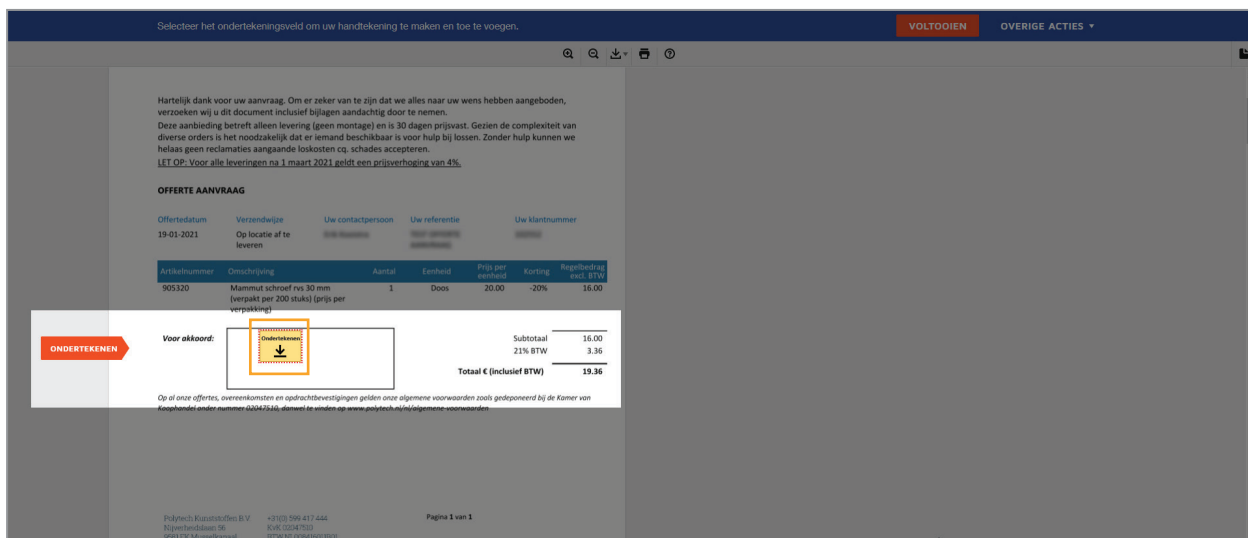 Selecteer het ondertekeningsveld om uw handtekening te maken en toe te voegen.
VOLTOOIEN
OVERIGE ACTIES
Hartelijk dank voor uw aanvraag. Om er zeker van te zijn dat we alles naar uw wens hebben aangeboden,
verzoeken wij u dit document inclusief bijlagen aandachtig door te nemen.
Deze aanbieding betreft alleen levering (geen montage) en is 30 dagen prijsvast. Gezien de complexiteit van
diverse orders is het noodzakelijk dat er iemand beschikbaar is voor hulp bij lossen. Zonder hulp kunnen we
helaas geen reclamaties aangaande loskosten cq. schades accepteren.
LET OP: Voor alle leveringen na 1 maart 2021 geldt een prijsverhoging van 4%.
OFFERTE AANVRAAG
Offertedatum Verzendwijze Uw contactpersoon Uw referentie Uw klantnummer
19-01-2021 Op locatie af te
leveren
Artikelnummer Omschrijving Aantal Eenheid Prijs per eenheid Korting Regelbedrag excl. BTW
905320 Mammut schroef rvs 30 mm 1 Doos 20.00 -20% 16.00
(verpakt per 200 stuks) (prijs per
verpakking)
ONDERTEKENEN
Voor akkoord:
Ondertekenen
Subtotaal 16.00
21% BTW 3.36
Totaal € (inclusief BTW) 19.36
Op al onze offertes, overeenkomsten en opdrachtbevestigingen gelden onze algemene voorwaarden zoals gedeponeerd bij de Kamer van
Koophandel onder nummer 02047510, danwel te vinden op www.polytech.nl/nl/algemene-voorwaarden
Polytech Kunststoffen B.V. +31(0) 599 417 444 Pagina 1 van 1
Nijverheidslaan 56 KvK 02047510